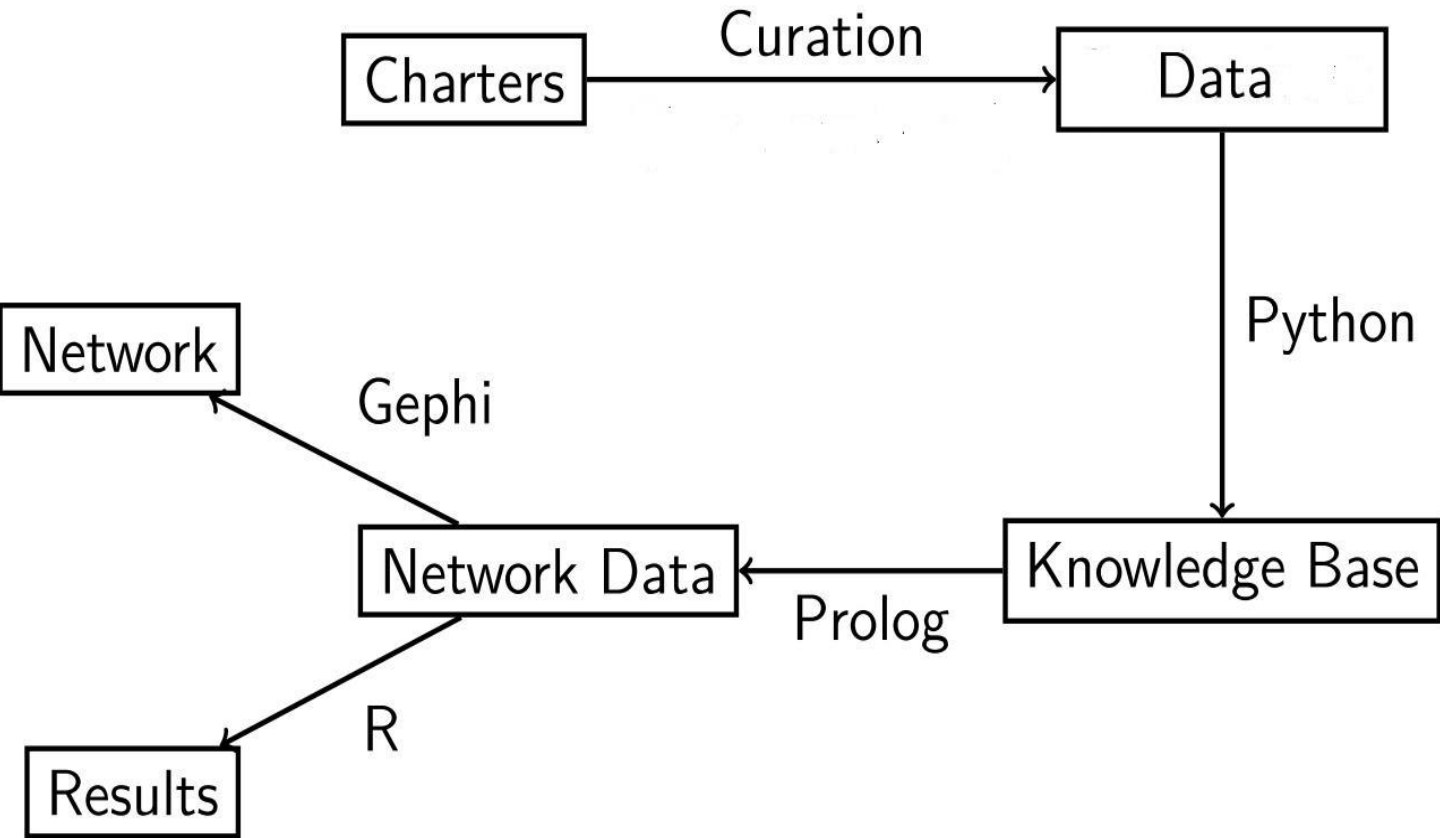 Curation
Charters
Data
Python
Network
Gephi
Network Data
Prolog
Knowledge Base
R
Results